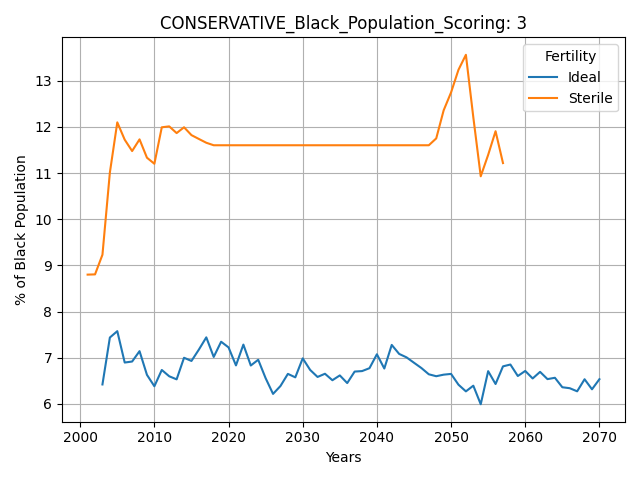 CONSERVATIVE_Black_Population_Scoring: 3
Fertility
Ideal
Sterile
% of Black Population
13
12
11
10
9
8
7
6
2000 2010 2020 2030 2040 2050 2060 2070
Years